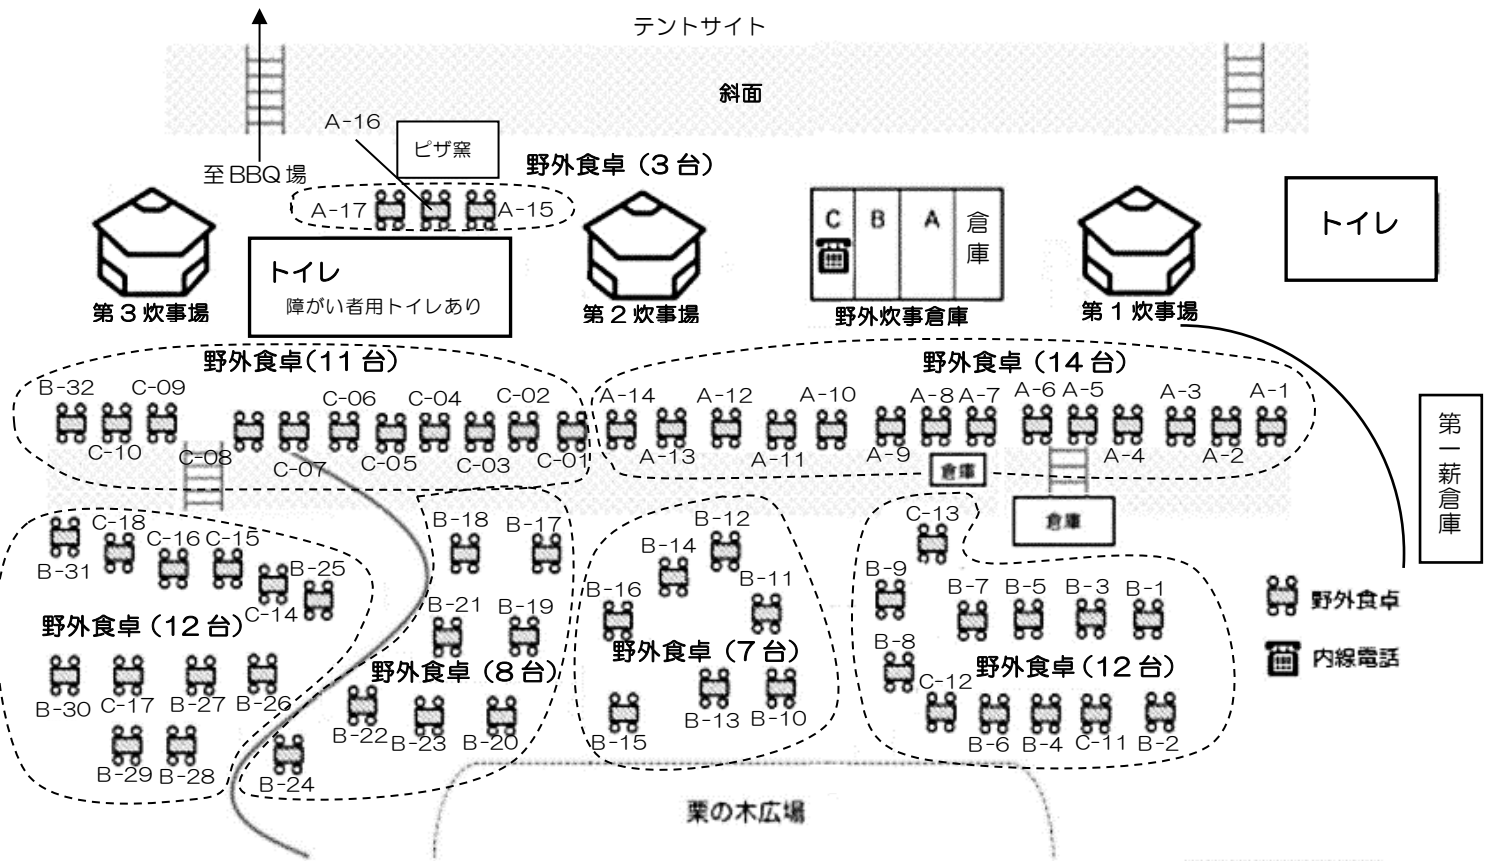 テントサイト
斜面
A-16
ピザ窯
野外食卓（3台）
至BBQ場
A-17
A-15
C
B
A
倉庫
トイレ
トイレ
障がい者用トイレあり
第3炊事場
第2炊事場
野外炊事倉庫
第1炊事場
野外食卓（11台）
野外食卓（14台）
B-32
C-09
C-06
C-04
C-02
A-14
A-12
A-10
A-8
A-7
A-6
A-5
A-3
A-1
C-10
C-08
C-07
C-05
C-03
C-01
A-13
A-11
A-9
A-4
A-2
倉庫
倉庫
第一薪倉庫
C-18
C-16
C-15
B-31
B-25
C-14
野外食卓（12台）
B-30
C-17
B-27
B-26
B-29
B-28
B-18
B-17
B-21
B-19
野外食卓（8台）
B-22
B-23
B-20
B-24
B-12
B-14
B-11
B-16
野外食卓（7台）
B-13
B-10
B-15
C-13
B-9
B-7
B-5
B-3
B-1
B-8
野外食卓（12台）
C-12
B-6
B-4
C-11
B-2
野外食卓
内線電話
栗の木広場